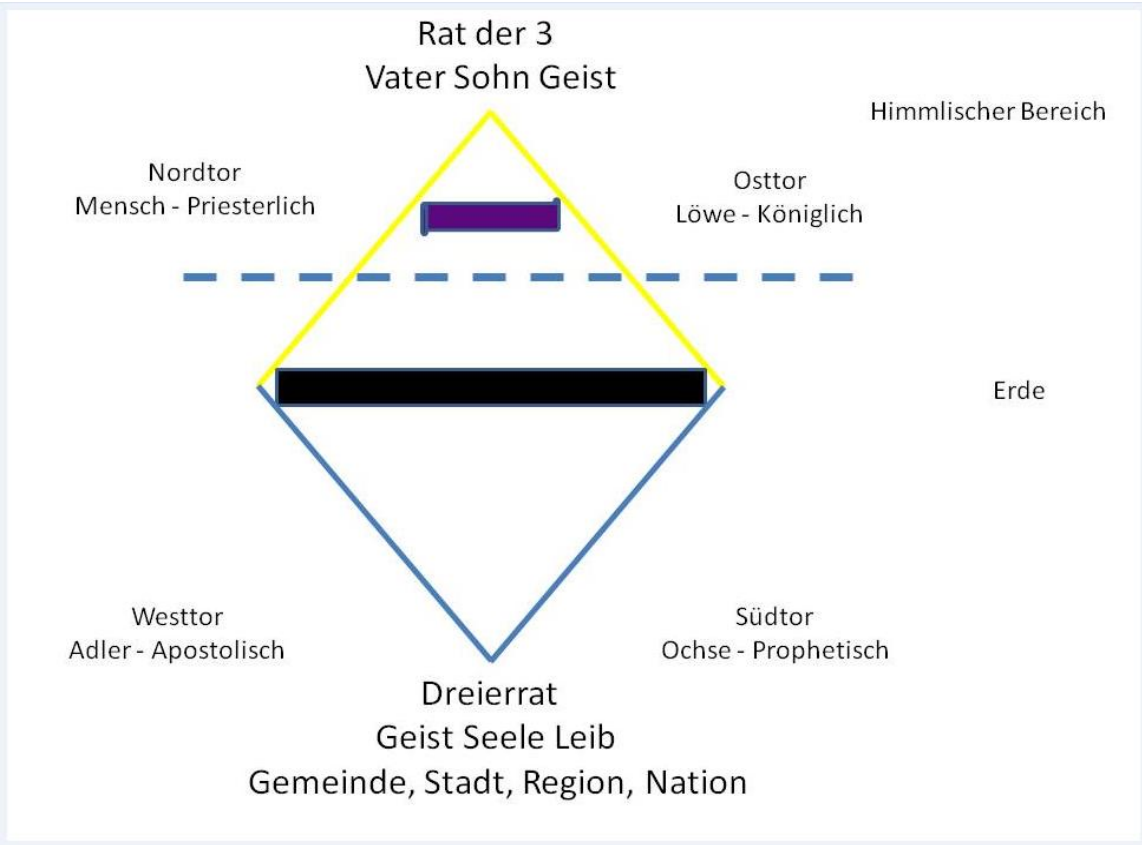 Rat der 3
Vater Sohn Geist
Himmlischer Bereich
Nordtor
Mensch - Priesterlich
Osttor
Löwe - Königlich
Erde
Westtor
Adler - Apostolisch
Südtor
Ochse - Prophetisch
Dreierrat
Geist Seele Leib
Gemeinde, Stadt, Region, Nation